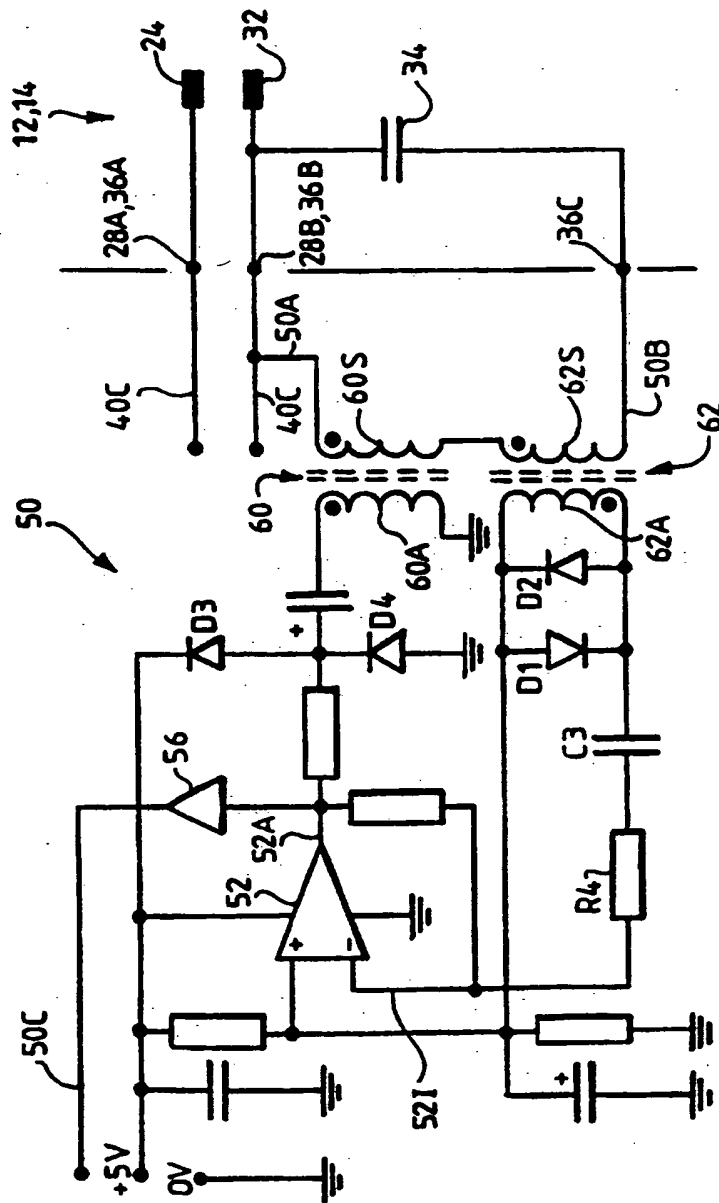 12,14
24
32
34
28A,36A
28B,36B
36C
50A
40C
40C
60S
62S
50B
60
62
50
60A
62A
D3
D4
D2
D1
+
56
C3
52A
52
R4
+
-
50C
52I
+5V
0V
+